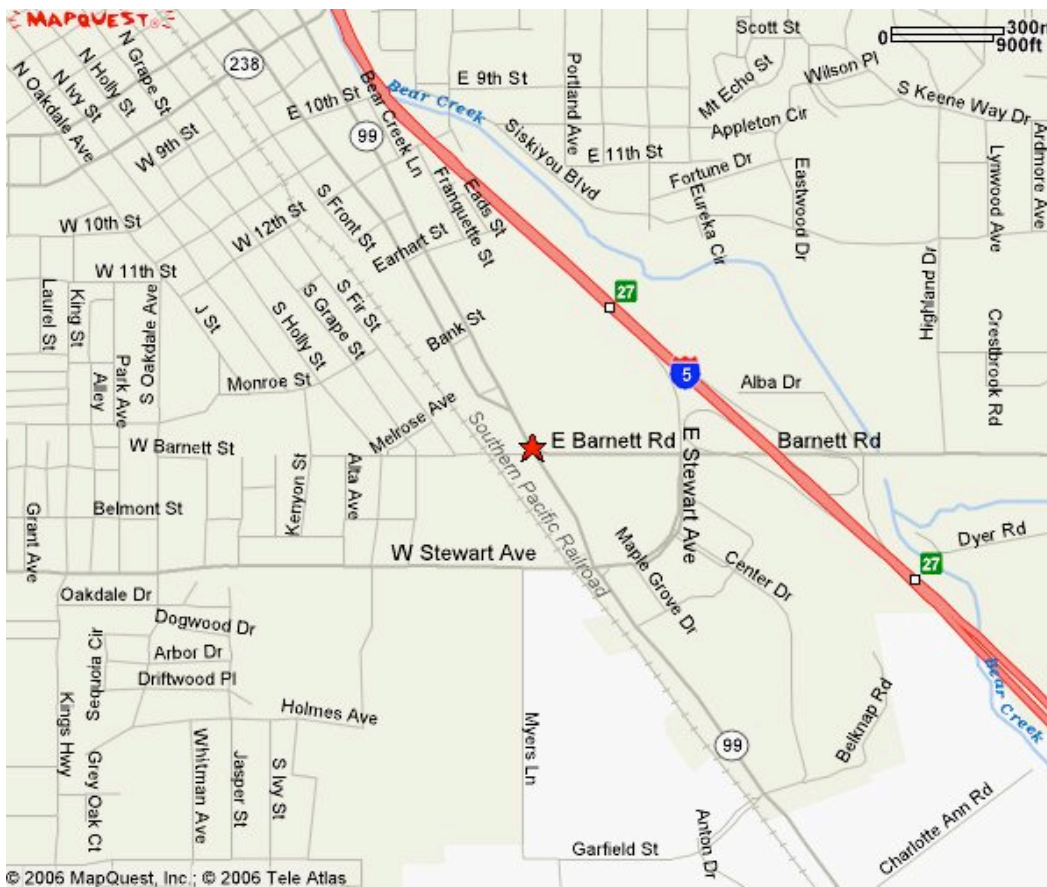 MAPQUEST
0 300m
900ft
Scott St
N Grape St
N Holly St
N Ivy St
N Oakdale Ave
238
E 9th St
Portland Ave
Mt Echo St
Wilson Pl
S Keene Way Dr
E 10th St
Bear Creek
Bear Creek Ln
99
Siskiyou Blvd
Appleton Cir
Ardmore Ave
W 9th St
E 11th St
Fortune Dr
Eastwood Dr
Lynwood Ave
Eads St
Franquette St
Eureka Cir
W 10th St
W 12th St
S Front St
Earhart St
Highland Dr
W 11th St
Laurel St
King St
S Oakdale Ave
J St
S Holly St
S Grape St
S Fir St
27
Bank St
Crestbrook Rd
Park Ave
Alley
Monroe St
Melrose Ave
5
Alba Dr
W Barnett St
Southern Pacific Railroad
E Barnett Rd
E Stewart Ave
Barnett Rd
Kenyon St
Alta Ave
Grant Ave
Belmont St
Dyer Rd
W Stewart Ave
Maple Grove Dr
Center Dr
27
Oakdale Dr
Dogwood Dr
Sequoia Cir
Arbor Dr
Driftwood Pl
Bear Creek
Kings Hwy
Holmes Ave
Myers Ln
Belknap Rd
99
Grey Oak Ct
Whitman Ave
Jasper St
S Ivy St
Garfield St
Anton Dr
Charlotte Ann Rd
© 2006 MapQuest, Inc.; © 2006 Tele Atlas